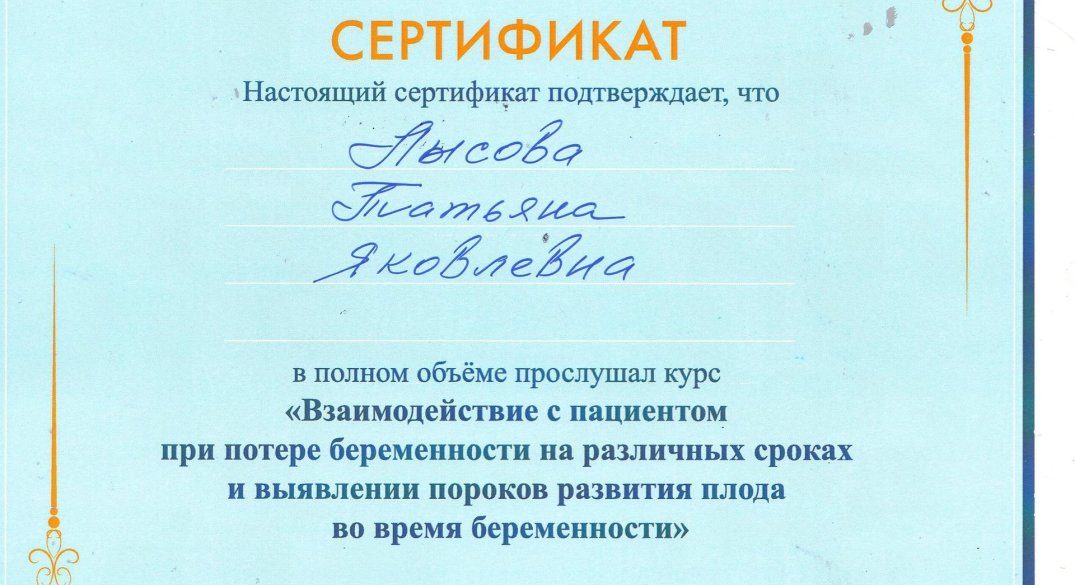 СЕРТИФИКАТ
Настоящий сертификат подтверждает, что
Лысова
Татьяна
Яковлевна
в полном объёме прослушал курс
«Взаимодействие с пациентом
при потере беременности на различных сроках
и выявлении пороков развития плода
во время беременности»